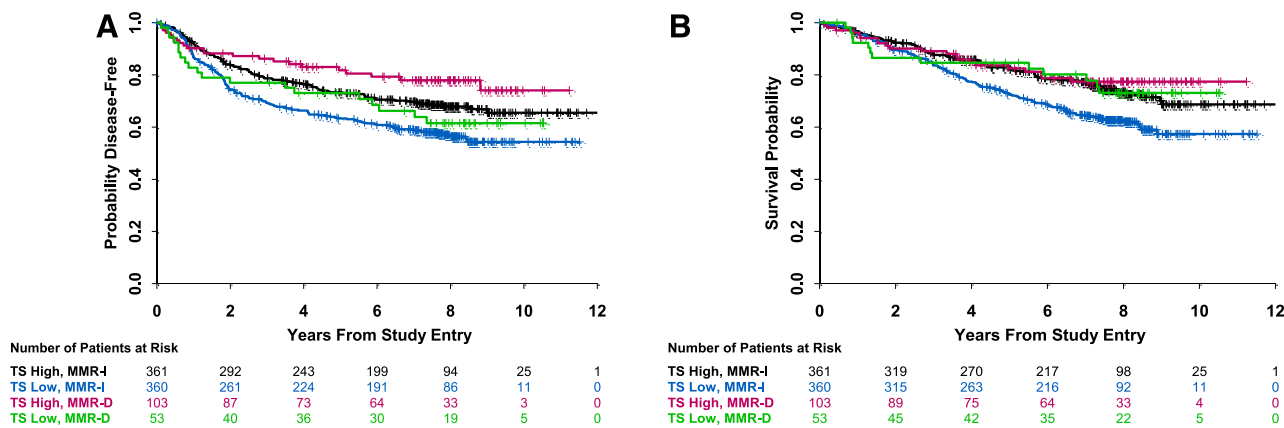 A
Probability Disease-Free
1.0
0.8
0.6
0.4
0.2
0.0
0 2 4 6 8 10 12
Years From Study Entry
Number of Patients at Risk
TS High, MMR-I 361 292 243 199 94 25 1
TS Low, MMR-I 360 261 224 191 86 11 0
TS High, MMR-D 103 87 73 64 33 3 0
TS Low, MMR-D 53 40 36 30 19 5 0
B
Survival Probability
1.0
0.8
0.6
0.4
0.2
0.0
0 2 4 6 8 10 12
Years From Study Entry
Number of Patients at Risk
TS High, MMR-I 361 319 270 217 98 25 1
TS Low, MMR-I 360 315 263 216 92 11 0
TS High, MMR-D 103 89 75 64 33 4 0
TS Low, MMR-D 53 45 42 35 22 5 0